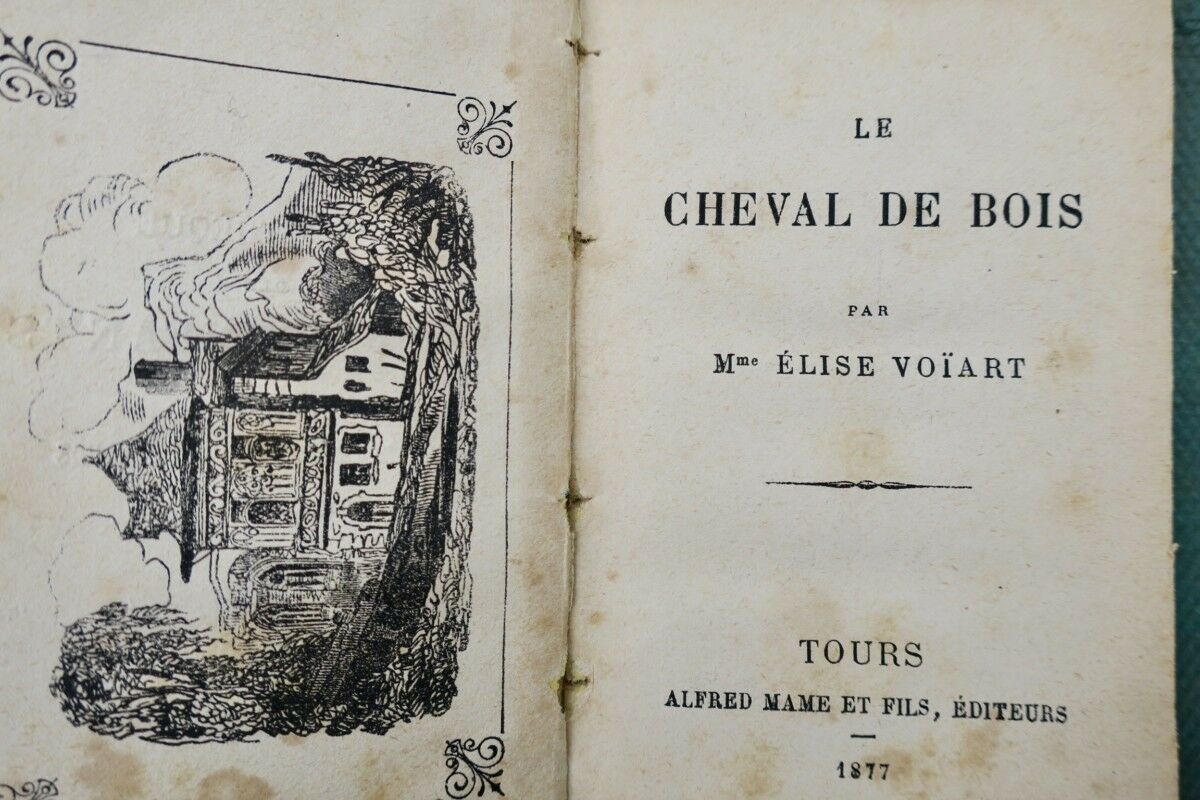 LE
CHEVAL DE BOIS
PAR
Mme ÉLISE VOÏART
TOURS
ALFRED MAME ET FILS, ÉDITEURS
1877